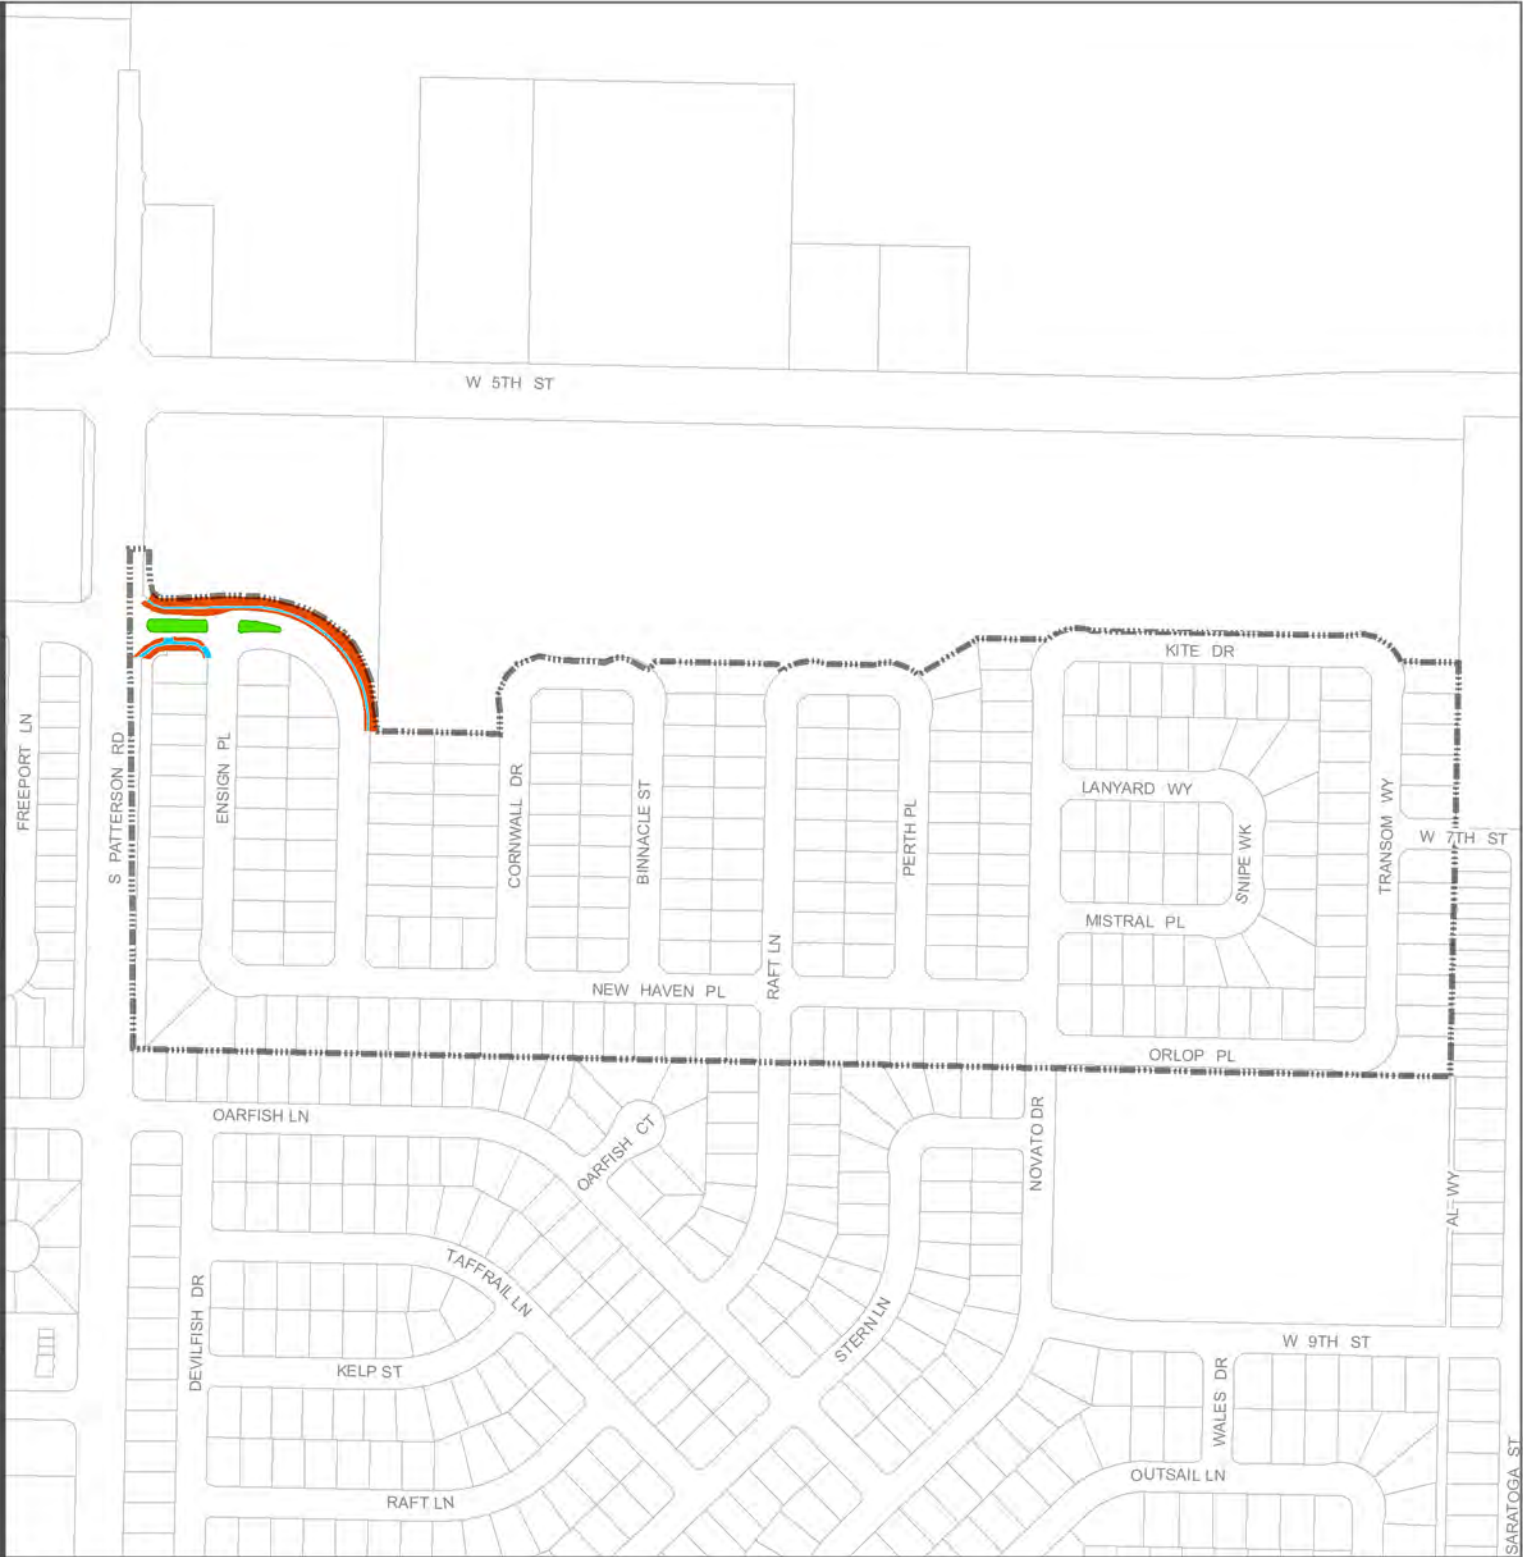 W 5TH ST
KITE DR
FREEPORT LN
S PATTERSON RD
ENSIGN PL
CORNWALL DR
BINNACLE ST
PERTH PL
LANYARD WY
SNIPE WK
TRANSOM WY
W 7TH ST
MISTRAL PL
RAFT LN
NEW HAVEN PL
ORLOP PL
OARFISH LN
OARFISH CT
NOVATO DR
AL WY
TAFFRAIL LN
DEVILFISH DR
STERN LN
KELP ST
W 9TH ST
WALES DR
OUTSAIL LN
RAFT LN
SARATOGA ST